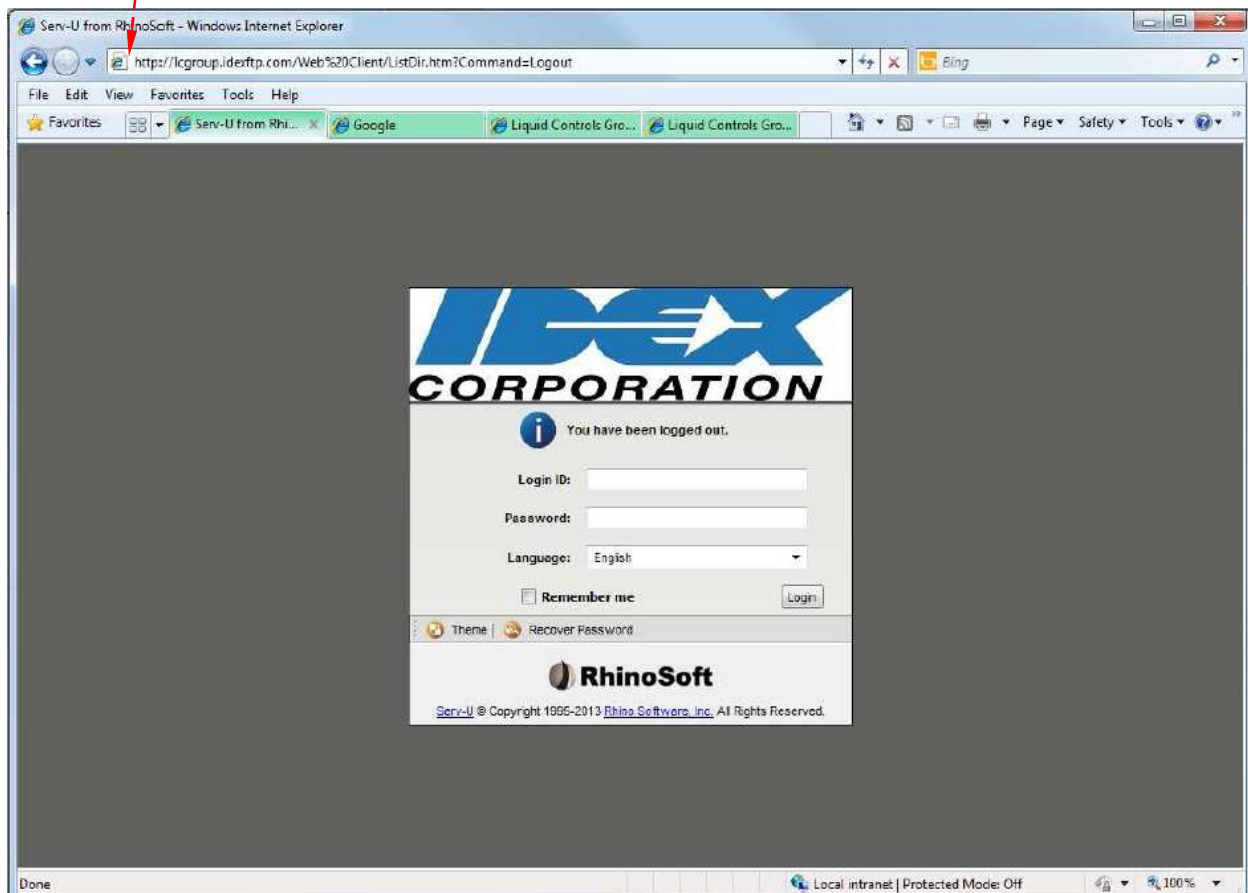 Serv-U from RhinoSoft - Windows Internet Explorer
http://lcgroup.idexftp.com/Web%20Client/ListDir.htm?Command=Logout
Bing
File Edit View Favorites Tools Help
Favorites Serv-U from Rhi... Google Liquid Controls Gro... Liquid Controls Gro... Page Safety Tools
IDEX
CORPORATION
You have been logged out.
Login ID:
Password:
Language: English
Remember me Login
Theme | Recover Password
RhinoSoft
Serv-U © Copyright 1995-2013 Rhino Software, Inc. All Rights Reserved.
Done Local intranet | Protected Mode: Off 100%